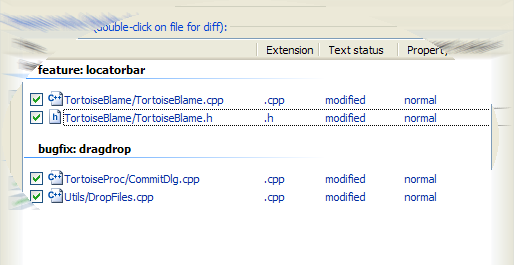 (double-click on file for diff):
Extension Text status Property
feature: locatorbar
TortoiseBlame/TortoiseBlame.cpp .cpp modified normal
TortoiseBlame/TortoiseBlame.h .h modified normal
bugfix: dragdrop
TortoiseProc/CommitDlg.cpp .cpp modified normal
Utils/DropFiles.cpp .cpp modified normal